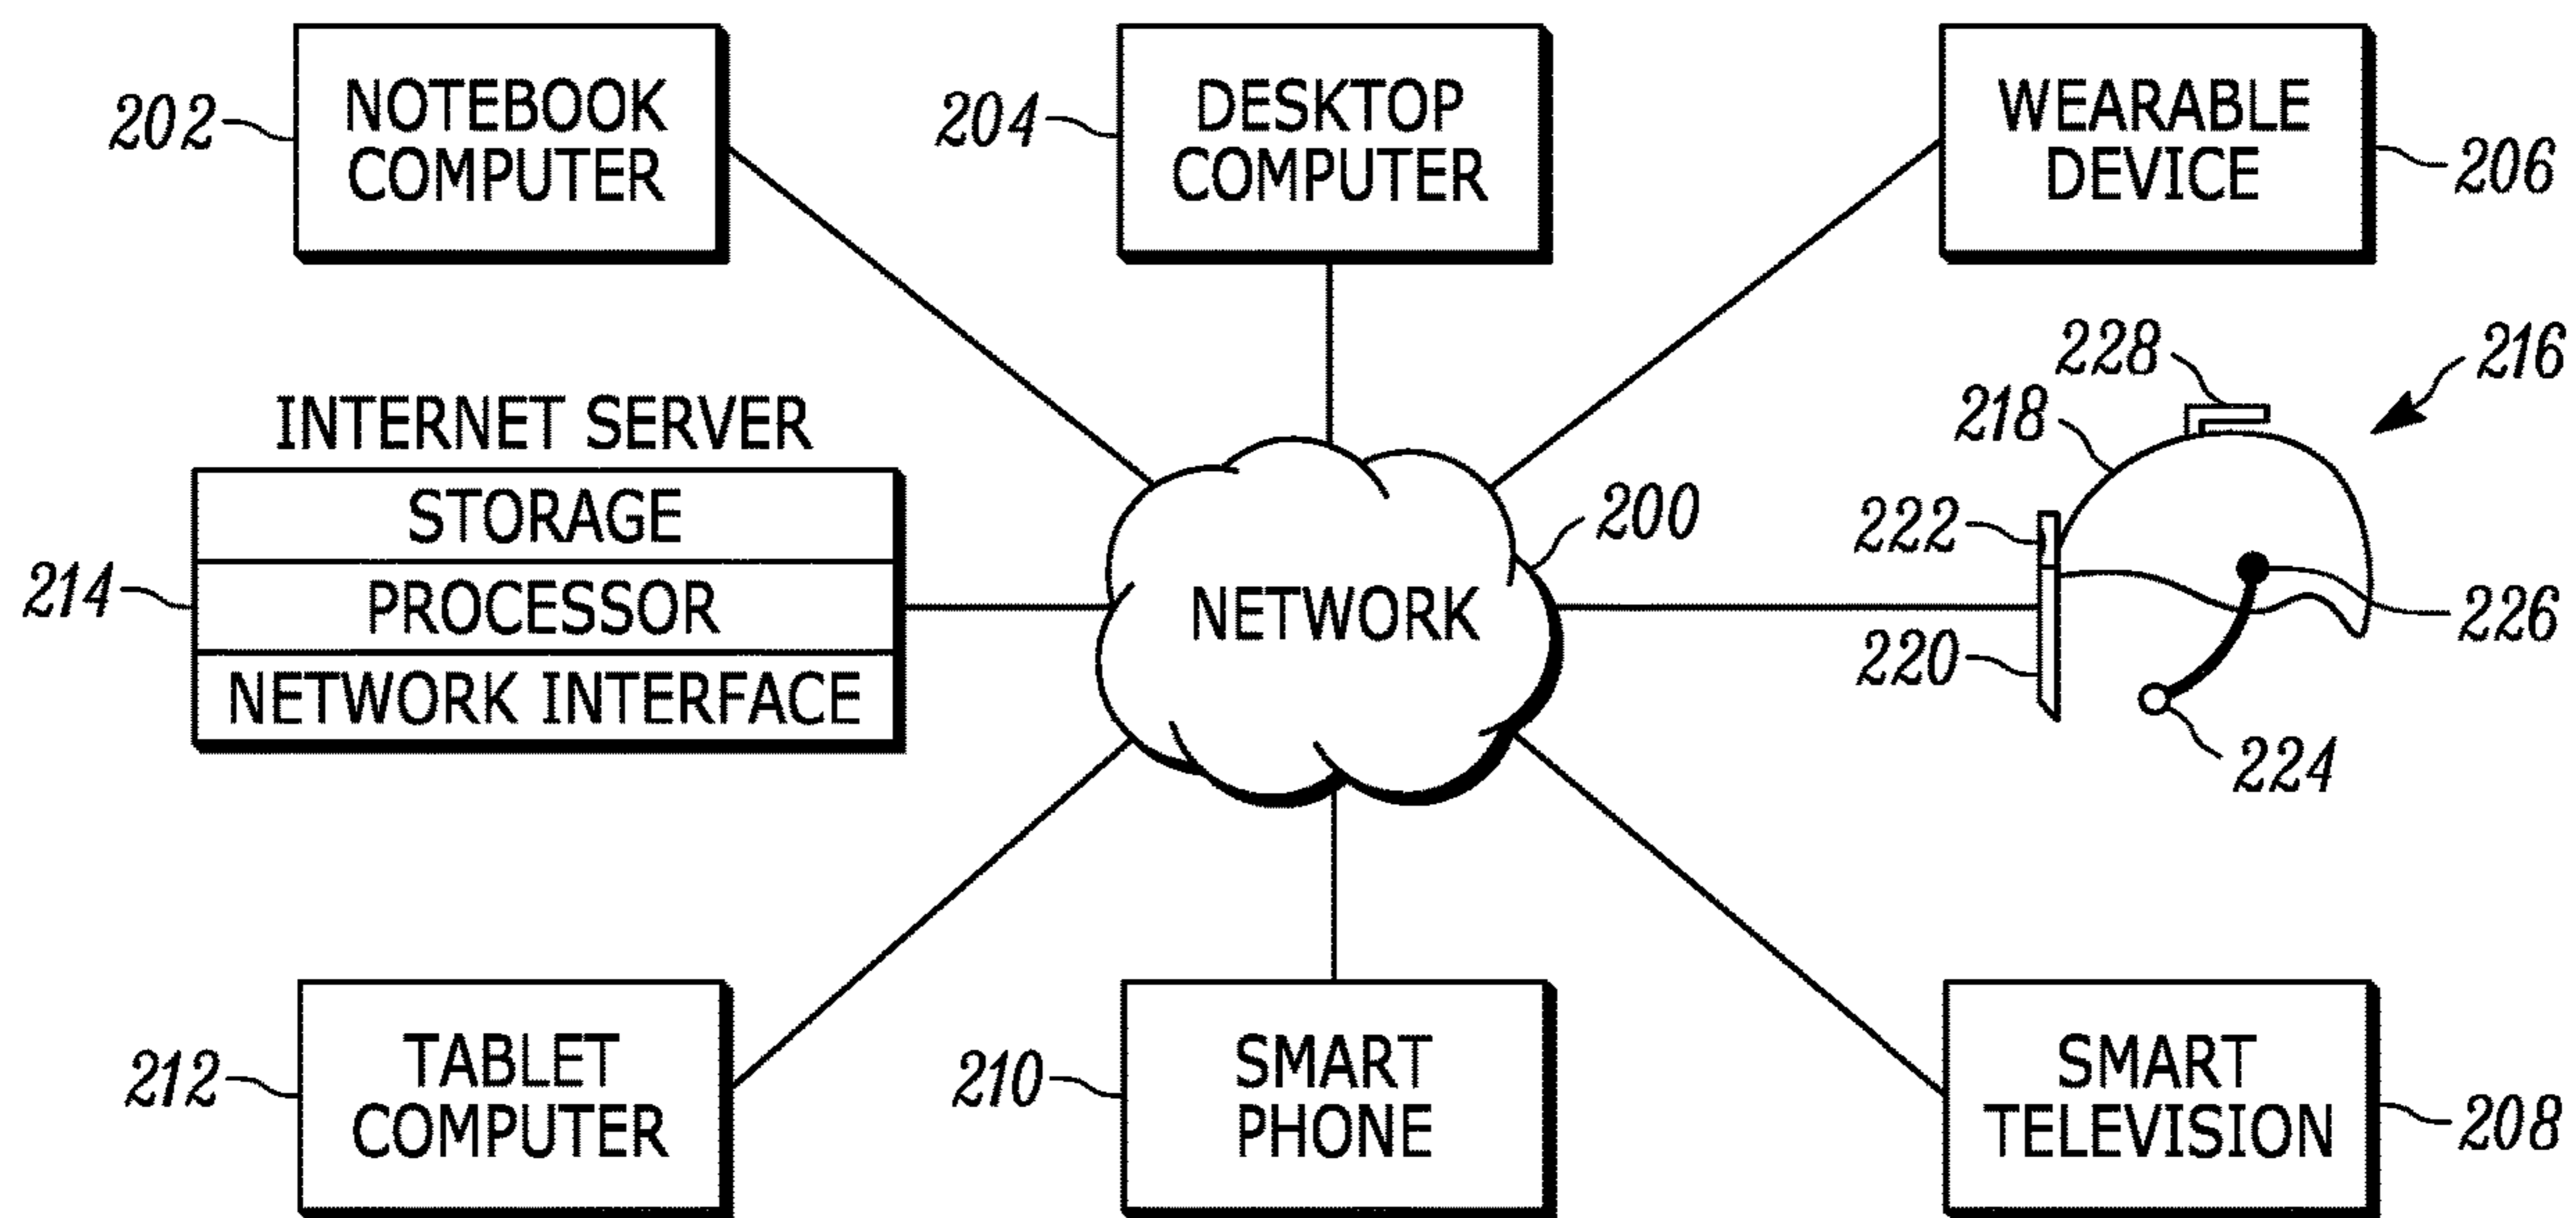 202
NOTEBOOK
COMPUTER
204
DESKTOP
COMPUTER
WEARABLE
DEVICE
206
INTERNET SERVER
STORAGE
PROCESSOR
NETWORK INTERFACE
214
NETWORK
200
228
216
218
222
220
226
224
212
TABLET
COMPUTER
210
SMART
PHONE
SMART
TELEVISION
208